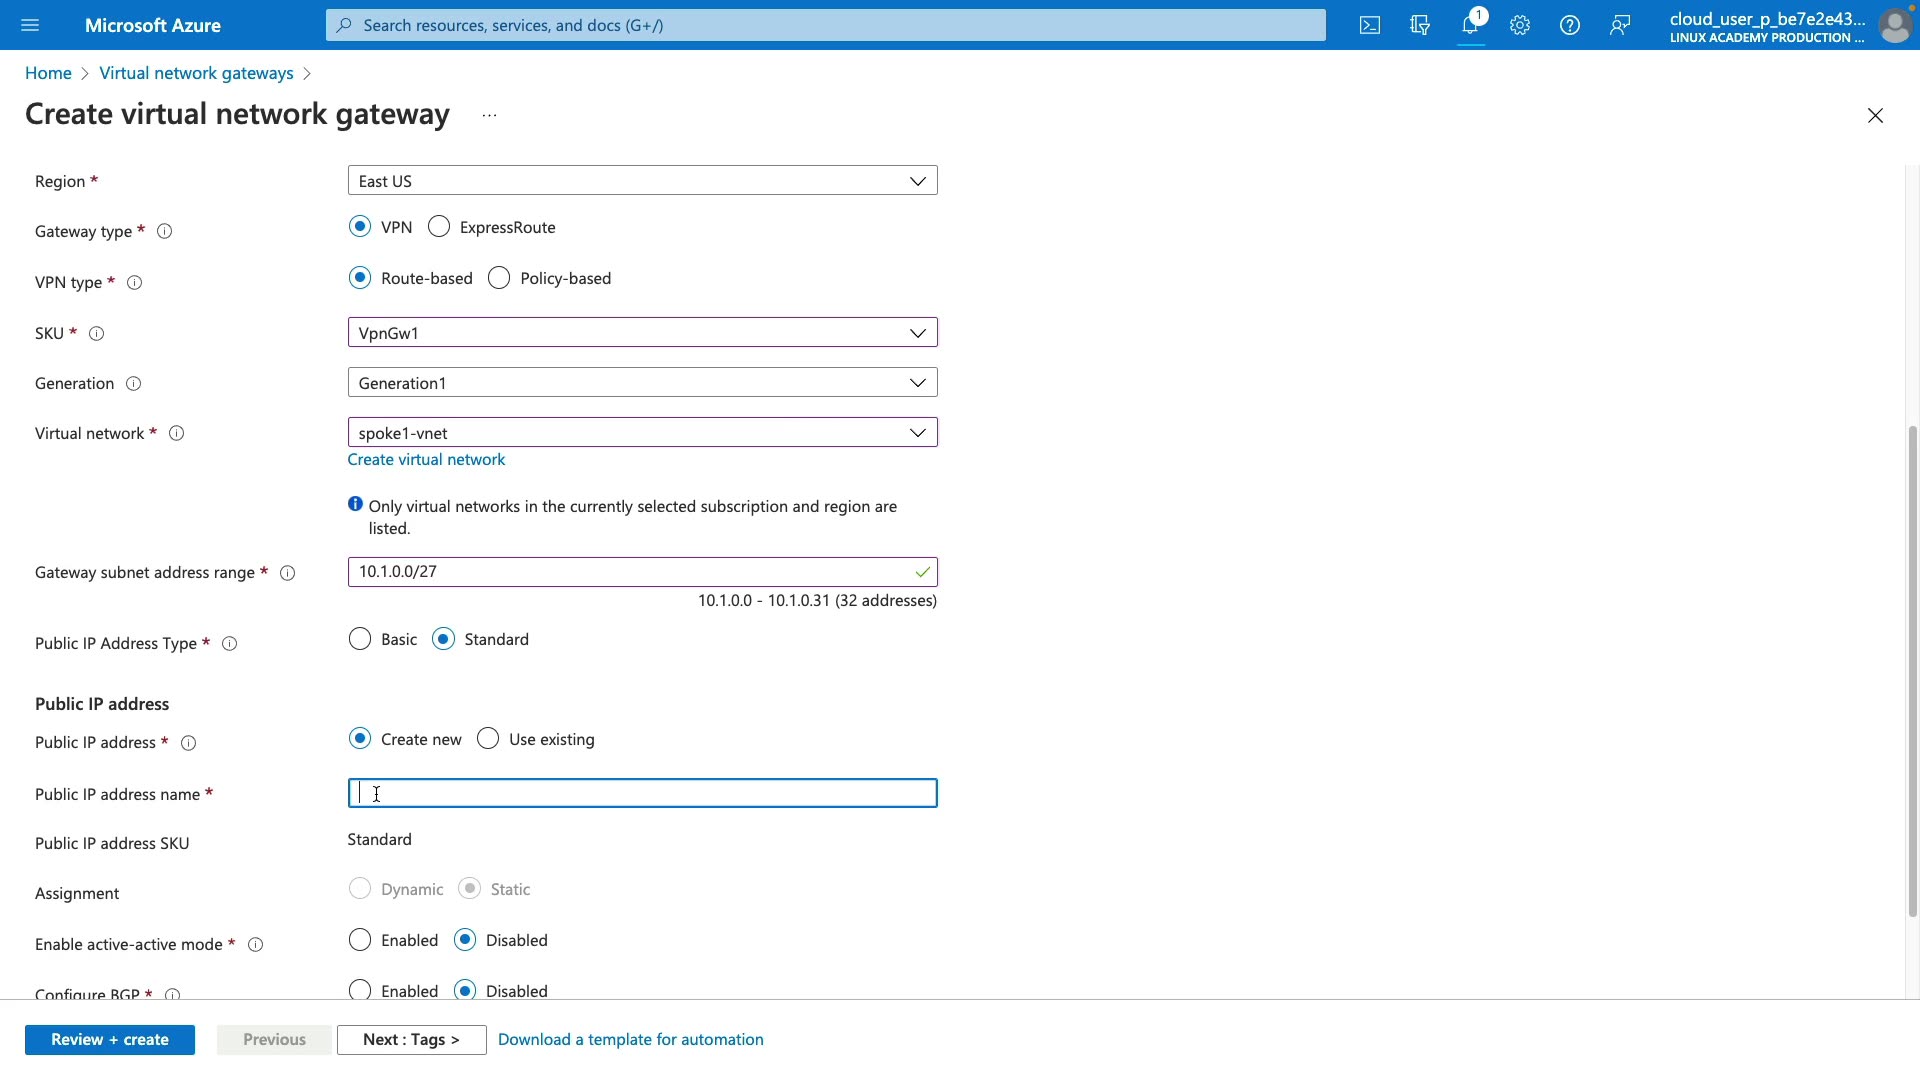 Microsoft Azure
Search resources, services, and docs (G+/)
1
cloud_user_p_be7e2e43...
LINUX ACADEMY PRODUCTION ...
Home > Virtual network gateways >
Create virtual network gateway ...
Region * East US
Gateway type * VPN ExpressRoute
VPN type * Route-based Policy-based
SKU * VpnGw1
Generation Generation1
Virtual network * spoke1-vnet
Create virtual network
Only virtual networks in the currently selected subscription and region are
listed.
Gateway subnet address range * 10.1.0.0/27
10.1.0.0 - 10.1.0.31 (32 addresses)
Public IP Address Type * Basic Standard
Public IP address
Public IP address * Create new Use existing
Public IP address name *
Public IP address SKU Standard
Assignment Dynamic Static
Enable active-active mode * Enabled Disabled
Configure BGP * Enabled Disabled
Review + create Previous Next : Tags > Download a template for automation